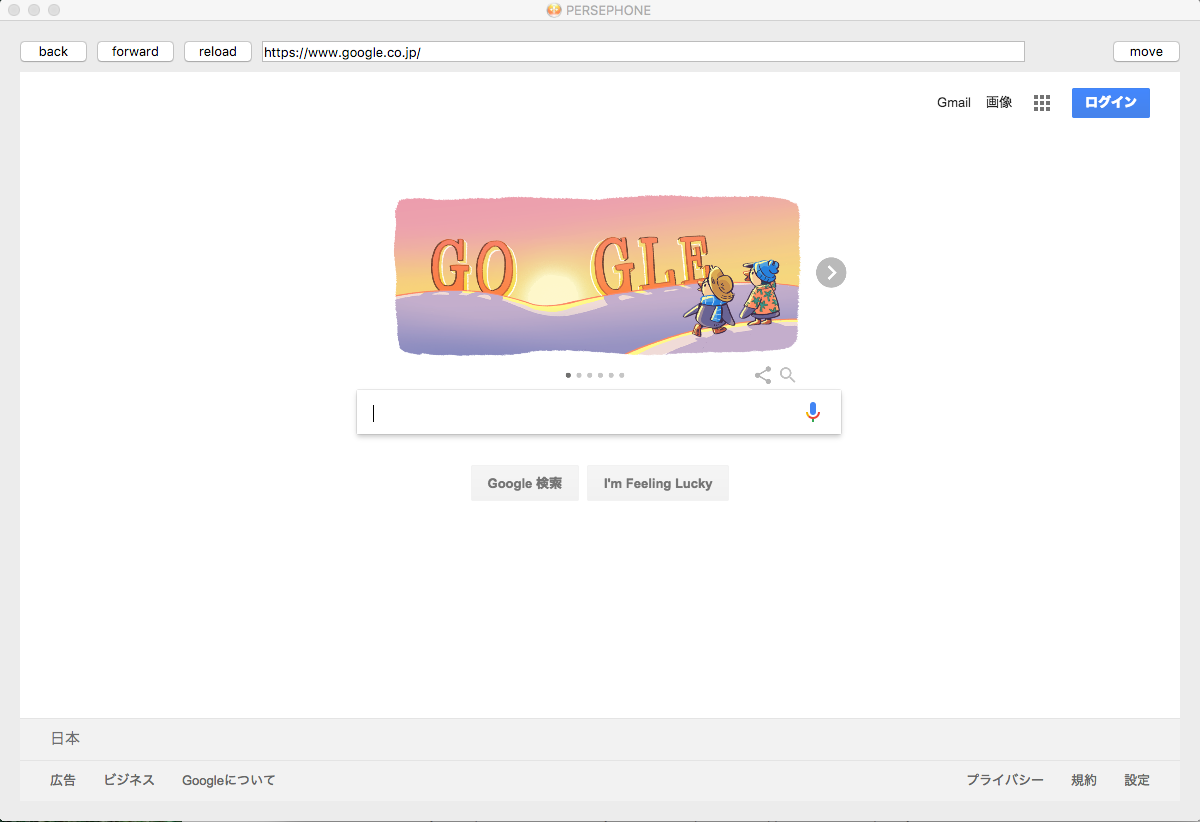 PERSEPHONE
back forward reload https://www.google.co.jp/ move
Gmail 画像 ログイン
GO GLE
Google 検索 I'm Feeling Lucky
日本
広告 ビジネス Googleについて プライバシー 規約 設定